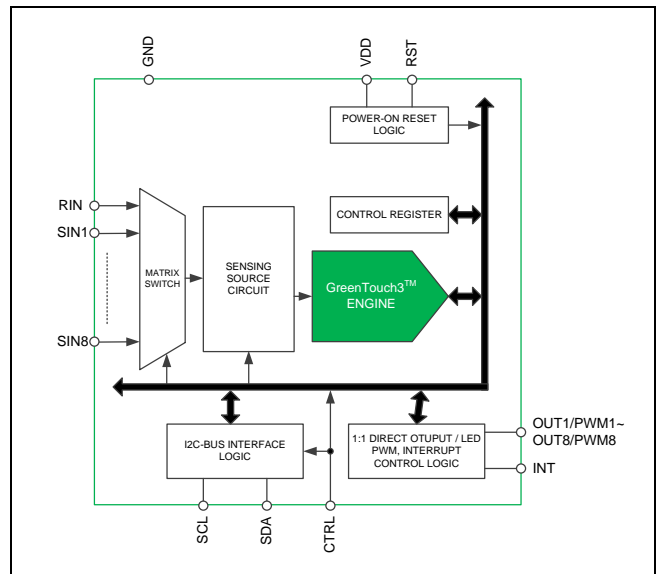 GND
VDD
RST
POWER-ON RESET
LOGIC
RIN
SIN1
SIN8
MATRIX
SWITCH
SENSING
SOURCE
CIRCUIT
CONTROL REGISTER
GreenTouch3™
ENGINE
I2C-BUS INTERFACE
LOGIC
1:1 DIRECT OTUPUT / LED
PWM, INTERRUPT
CONTROL LOGIC
OUT1/PWM1~
OUT8/PWM8
INT
SCL
SDA
CTRL